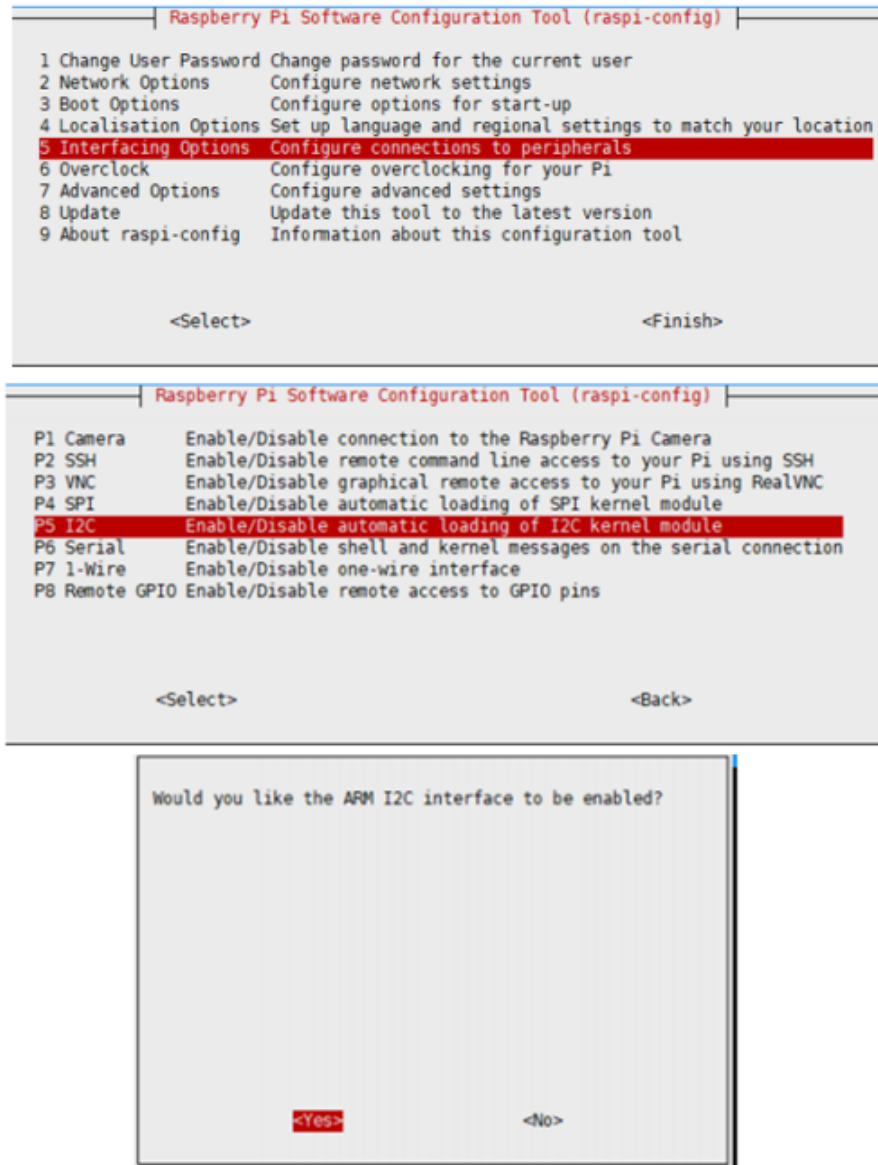 Raspberry Pi Software Configuration Tool (raspi-config)
1 Change User Password Change password for the current user
2 Network Options Configure network settings
3 Boot Options Configure options for start-up
4 Localisation Options Set up language and regional settings to match your location
5 Interfacing Options Configure connections to peripherals
6 Overclock Configure overclocking for your Pi
7 Advanced Options Configure advanced settings
8 Update Update this tool to the latest version
9 About raspi-config Information about this configuration tool
<Select> <Finish>
Raspberry Pi Software Configuration Tool (raspi-config)
P1 Camera Enable/Disable connection to the Raspberry Pi Camera
P2 SSH Enable/Disable remote command line access to your Pi using SSH
P3 VNC Enable/Disable graphical remote access to your Pi using RealVNC
P4 SPI Enable/Disable automatic loading of SPI kernel module
P5 I2C Enable/Disable automatic loading of I2C kernel module
P6 Serial Enable/Disable shell and kernel messages on the serial connection
P7 1-Wire Enable/Disable one-wire interface
P8 Remote GPIO Enable/Disable remote access to GPIO pins
<Select> <Back>
Would you like the ARM I2C interface to be enabled?
<Yes> <No>